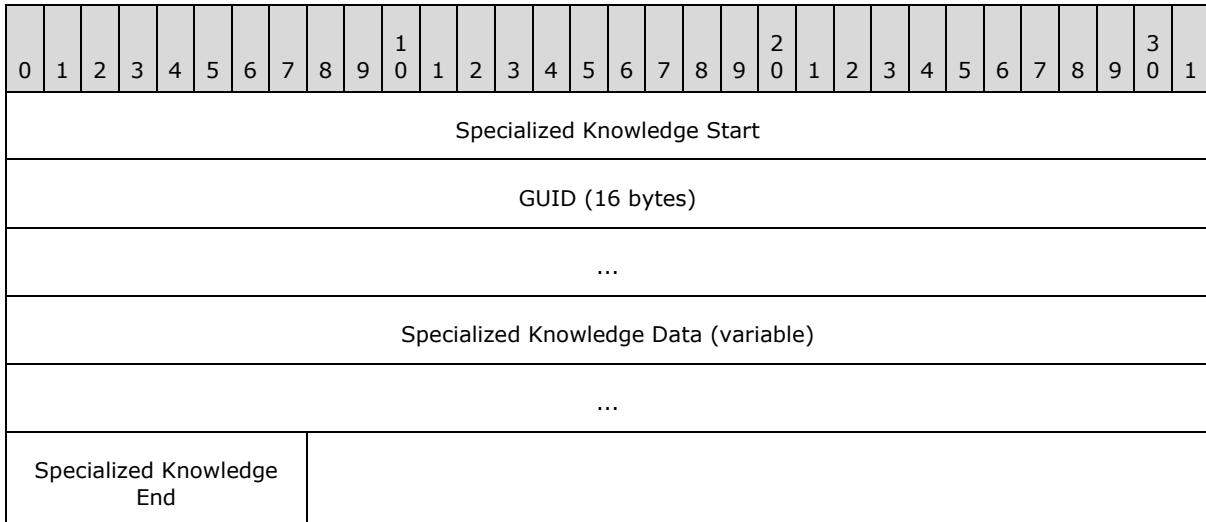 1 2 3
0 1 2 3 4 5 6 7 8 9 0 1 2 3 4 5 6 7 8 9 0 1 2 3 4 5 6 7 8 9 0 1
Specialized Knowledge Start
GUID (16 bytes)
...
Specialized Knowledge Data (variable)
...
Specialized Knowledge
End